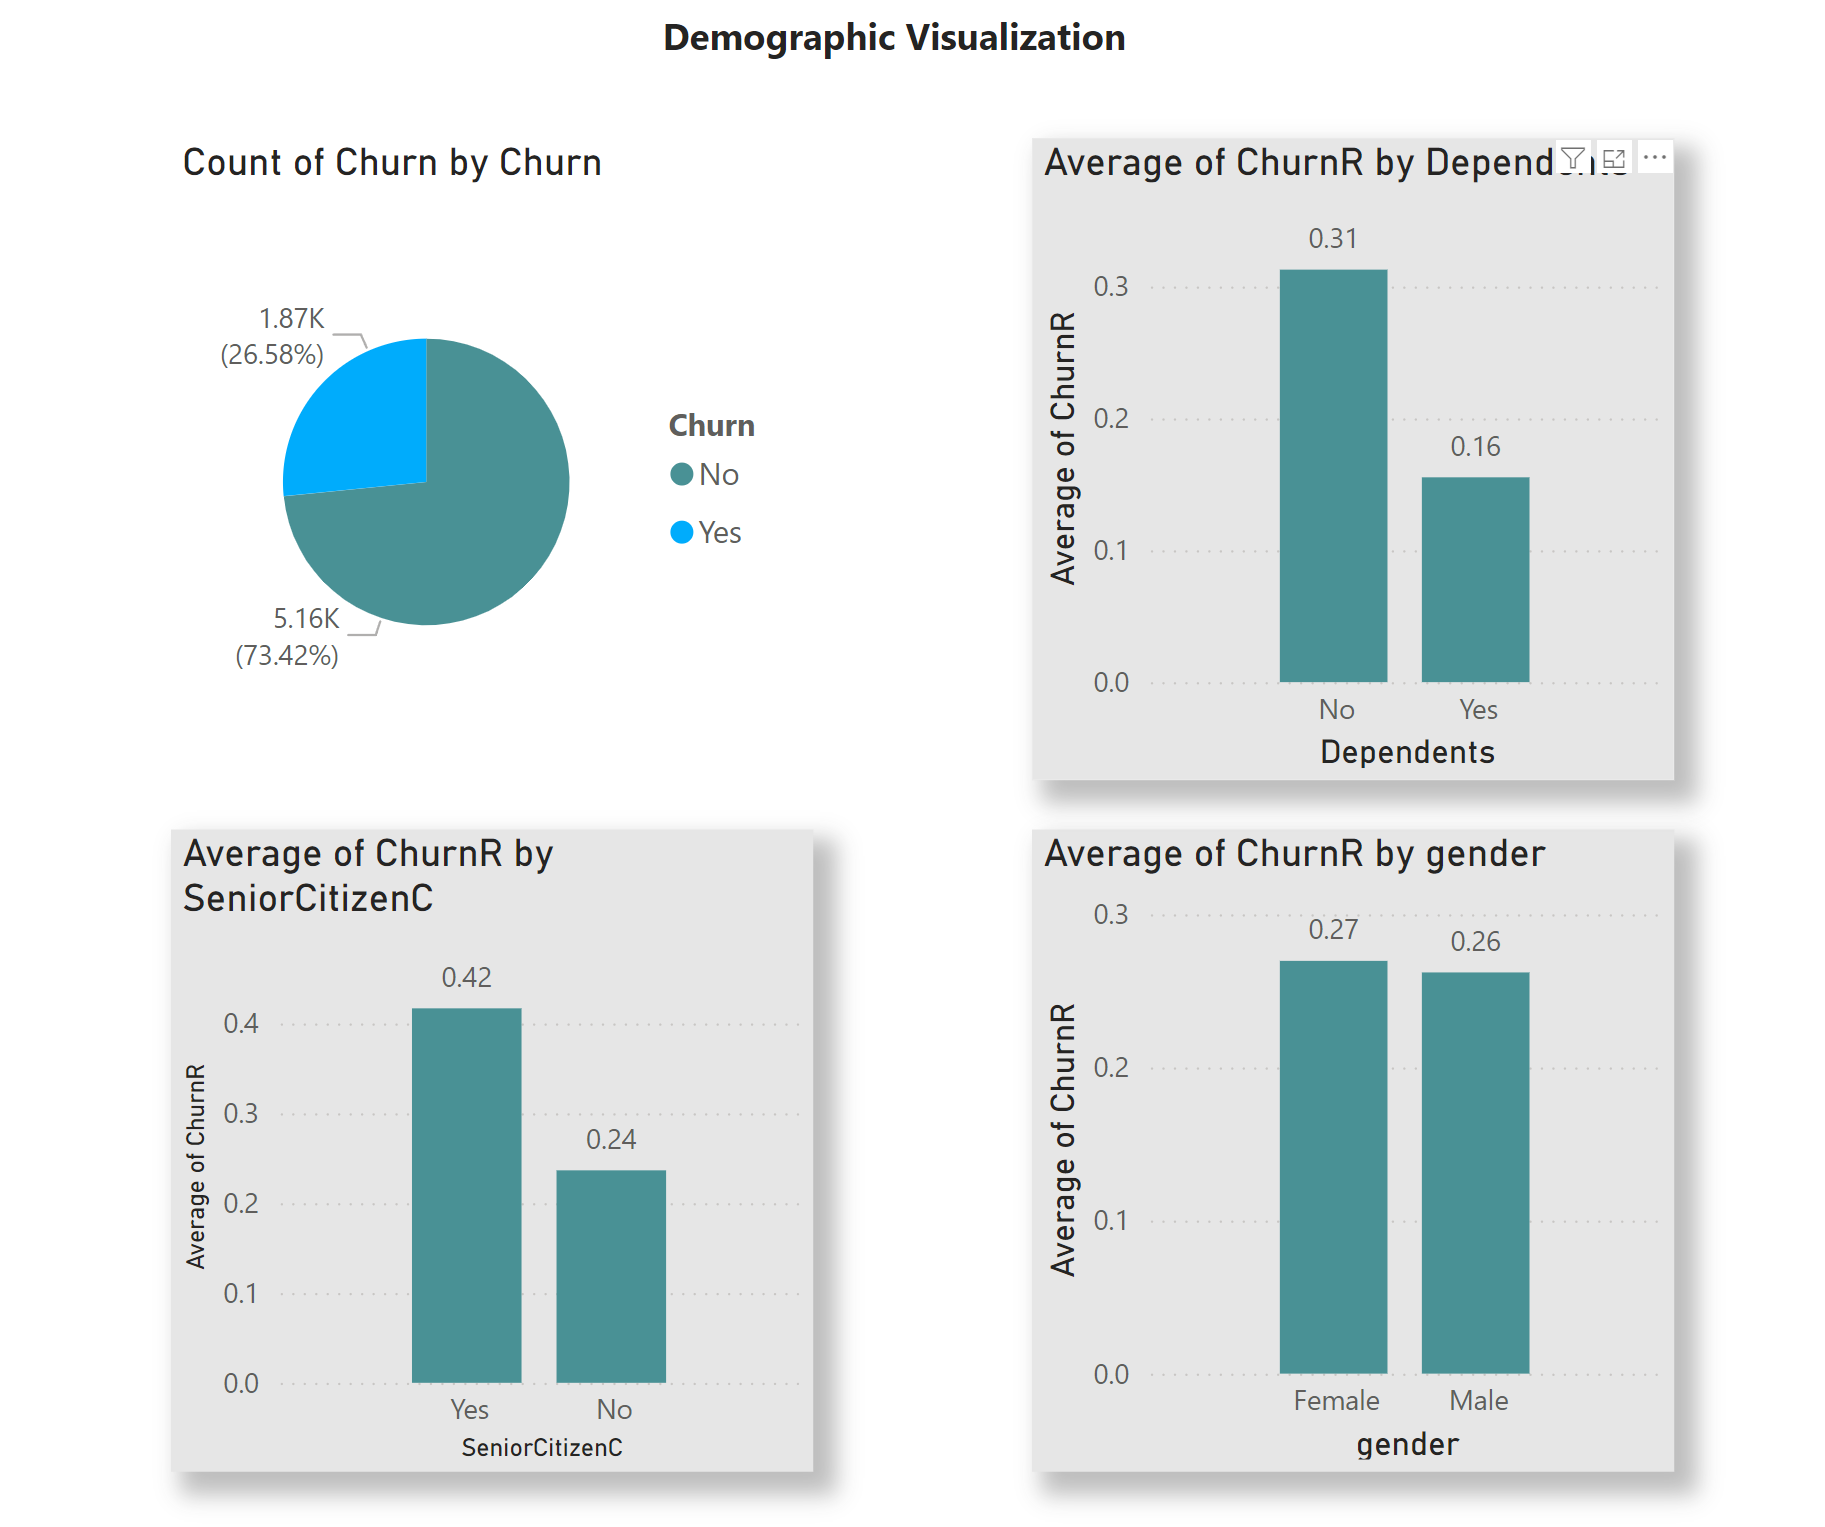 Demographic Visualization
Count of Churn by Churn
1.87K
(26.58%)
5.16K
(73.42%)
Churn
No
Yes
Average of ChurnR by Dependents
Average of ChurnR
0.3
0.2
0.1
0.0
0.31
0.16
No Yes
Dependents
Average of ChurnR by
SeniorCitizenC
Average of ChurnR
0.4
0.3
0.2
0.1
0.0
0.42
0.24
Yes No
SeniorCitizenC
Average of ChurnR by gender
Average of ChurnR
0.3
0.2
0.1
0.0
0.27
0.26
Female Male
gender